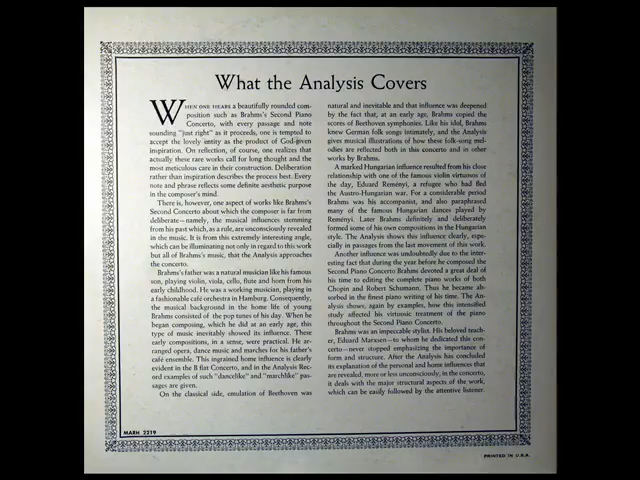 What the Analysis Covers
WHEN ONE HEARS a beautifully rounded com-
position such as Brahms's Second Piano
Concerto, with every passage and note
sounding "just right" as it proceeds, one is tempted to
accept the lovely entity as the product of God-given
inspiration. On reflection, of course, one realizes that
actually these rare works call for long thought and the
most meticulous care in their construction. Deliberation
rather than inspiration describes the process best. Every
note and phrase reflects some definite aesthetic purpose
in the composer's mind.
There is, however, one aspect of works like Brahms's
Second Concerto about which the composer is far from
deliberate—namely, the musical influences stemming
from his past which, as a rule, are unconsciously revealed
in the music. It is from this extremely interesting angle,
which can be illuminating not only in regard to this work
but all of Brahms's music, that the Analysis approaches
the concerto.
Brahms's father was a natural musician like his famous
son, playing violin, viola, cello, flute and horn from his
early childhood. He was a working musician, playing in
a fashionable café orchestra in Hamburg. Consequently,
the musical background in the home life of young
Brahms consisted of the pop tunes of his day. When he
began composing, which he did at an early age, this
type of music inevitably showed its influence. These
early compositions, in a sense, were practical. He ar-
ranged opera, dance music and marches for his father's
café ensemble. This ingrained home influence is clearly
evident in the B flat Concerto, and in the Analysis Rec-
ord examples of such "dancelike" and "marchlike" pas-
sages are given.
On the classical side, emulation of Beethoven was
natural and inevitable and that influence was deepened
by the fact that, at an early age, Brahms copied the
scores of Beethoven symphonies. Like his idol, Brahms
knew German folk songs intimately, and the Analysis
gives musical illustrations of how these folk-song mel-
odies are reflected both in this concerto and in other
works by Brahms.
A marked Hungarian influence resulted from his close
relationship with one of the famous violin virtuosos of
the day, Eduard Reményi, a refugee who had fled
the Austro-Hungarian war. For a considerable period
Brahms was his accompanist, and also paraphrased
many of the famous Hungarian dances played by
Reményi. Later Brahms definitely and deliberately
formed some of his own compositions in the Hungarian
style. The Analysis shows this influence clearly, espe-
cially in passages from the last movement of this work.
Another influence was undoubtedly due to the inter-
esting fact that during the year before he composed the
Second Piano Concerto Brahms devoted a great deal of
his time to editing the complete piano works of both
Chopin and Robert Schumann. Thus he became ab-
sorbed in the finest piano writing of his time. The An-
alysis shows, again by examples, how this intensified
study affected his virtuosic treatment of the piano
throughout the Second Piano Concerto.
Brahms was an impeccable stylist. His beloved teach-
er, Eduard Marxsen—to whom he dedicated this con-
certo—never stopped emphasizing the importance of
form and structure. After the Analysis has concluded
its explanation of the personal and home influences that
are revealed, more or less unconsciously, in the concerto,
it deals with the major structural aspects of the work,
which can be easily followed by the attentive listener.
MARH 2219
PRINTED IN U.S.A.